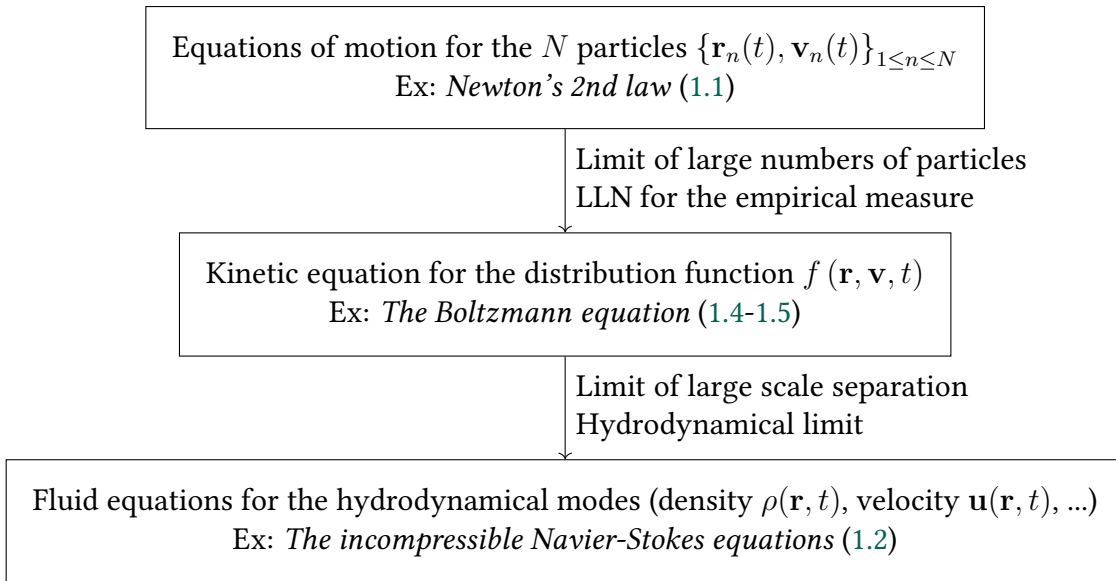 Equations of motion for the N particles {𝐫ₙ(t), 𝐯ₙ(t)}₁≤ₙ≤N
Ex: Newton's 2nd law (1.1)
Limit of large numbers of particles
LLN for the empirical measure
Kinetic equation for the distribution function f (𝐫, 𝐯, t)
Ex: The Boltzmann equation (1.4-1.5)
Limit of large scale separation
Hydrodynamical limit
Fluid equations for the hydrodynamical modes (density ρ(𝐫, t), velocity 𝐮(𝐫, t), ...)
Ex: The incompressible Navier-Stokes equations (1.2)